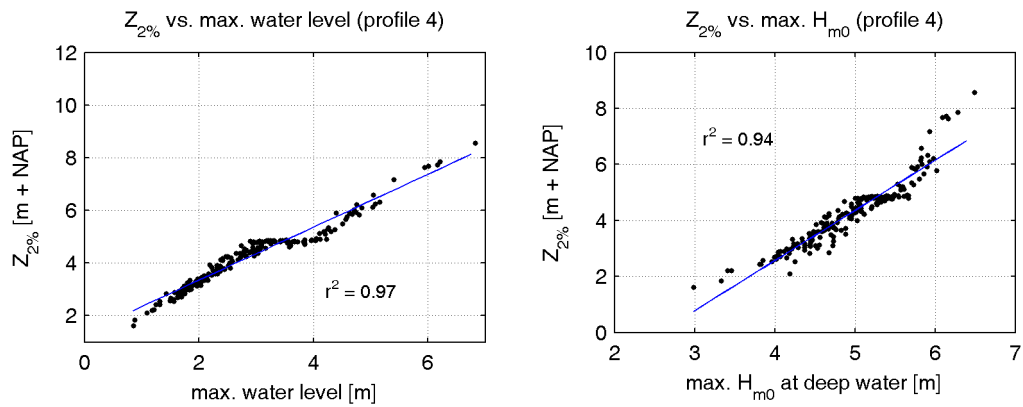 Z2% vs. max. water level (profile 4)
12
10
8
6
4
2
0
2
4
6
Z2% [m + NAP]
max. water level [m]
r2 = 0.97
Z2% vs. max. Hm0 (profile 4)
10
8
6
4
2
0
2
3
4
5
6
7
Z2% [m + NAP]
max. Hm0 at deep water [m]
r2 = 0.94